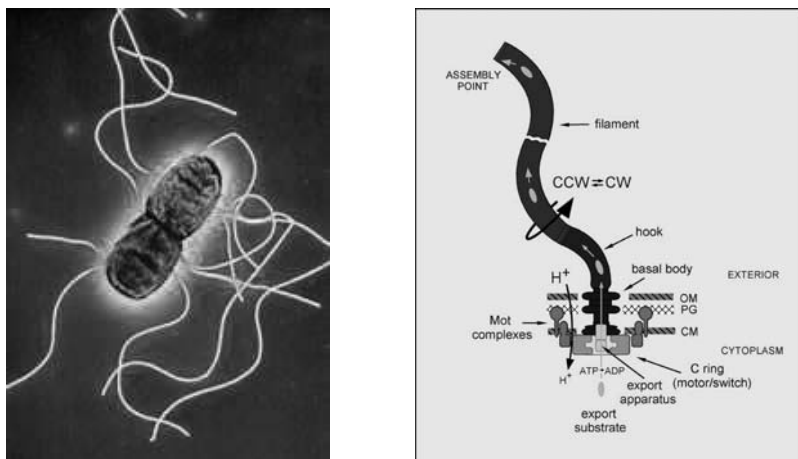 ASSEMBLY
POINT
filament
CCW ⇌ CW
hook
H+
basal body
EXTERIOR
OM
PG
Mot
complexes
CM
CYTOPLASM
H+
ATP•ADP
C ring
(motor/switch)
export
apparatus
export
substrate